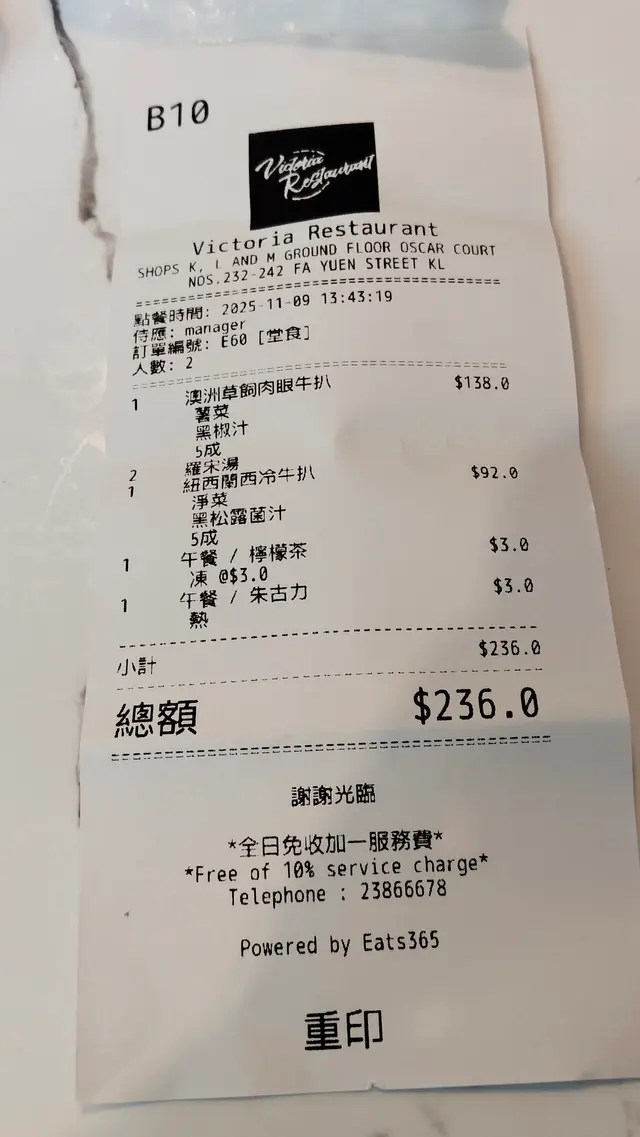 B10
Victoria
Restaurant
Victoria Restaurant
SHOPS K, L AND M GROUND FLOOR OSCAR COURT
NOS.232-242 FA YUEN STREET KL
點餐時間: 2025-11-09 13:43:19
侍應: manager
訂單編號: E60 [堂食]
人數: 2
1 澳洲草飼肉眼牛扒 $138.0
薯菜
黑椒汁
5成
2 羅宋湯
1 紐西蘭西冷牛扒 $92.0
淨菜
黑松露菌汁
5成
1 午餐 / 檸檬茶 $3.0
凍 @$3.0
1 午餐 / 朱古力 $3.0
熱
小計 $236.0
總額 $236.0
謝謝光臨
*全日免收加一服務費*
*Free of 10% service charge*
Telephone : 23866678
Powered by Eats365
重印